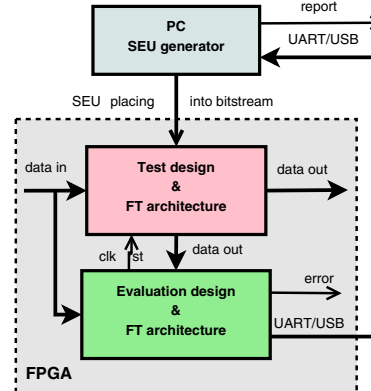 PC
SEU generator
report
UART/USB
SEU placing into bitstream
data in
Test design
&
FT architecture
data out
clk rst
data out
Evaluation design
&
FT architecture
error
UART/USB
FPGA